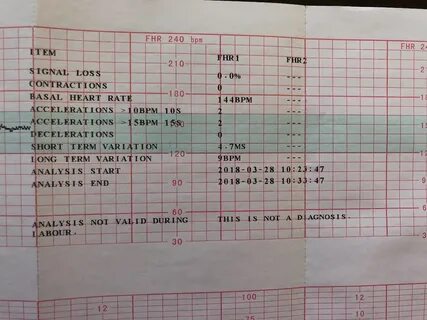 FHR 240 bpm
ITEM FHR1 FHR2
210
SIGNAL LOSS 0.0% ---
CONTRACTIONS 0
180
BASAL HEART RATE 144BPM ---
ACCELERATIONS >10BPM 10S 2 ---
ACCELERATIONS >15BPM 15S 2 ---
150
DECELERATIONS 0 ---
SHORT TERM VARIATION 4.7MS ---
120
LONG TERM VARIATION 9BPM ---
ANALYSIS START 2018-03-28 10:23:47
ANALYSIS END 2018-03-28 10:33:47
90
60
ANALYSIS NOT VALID DURING THIS IS NOT A DIAGNOSIS.
LABOUR.
30
12 100 12
75